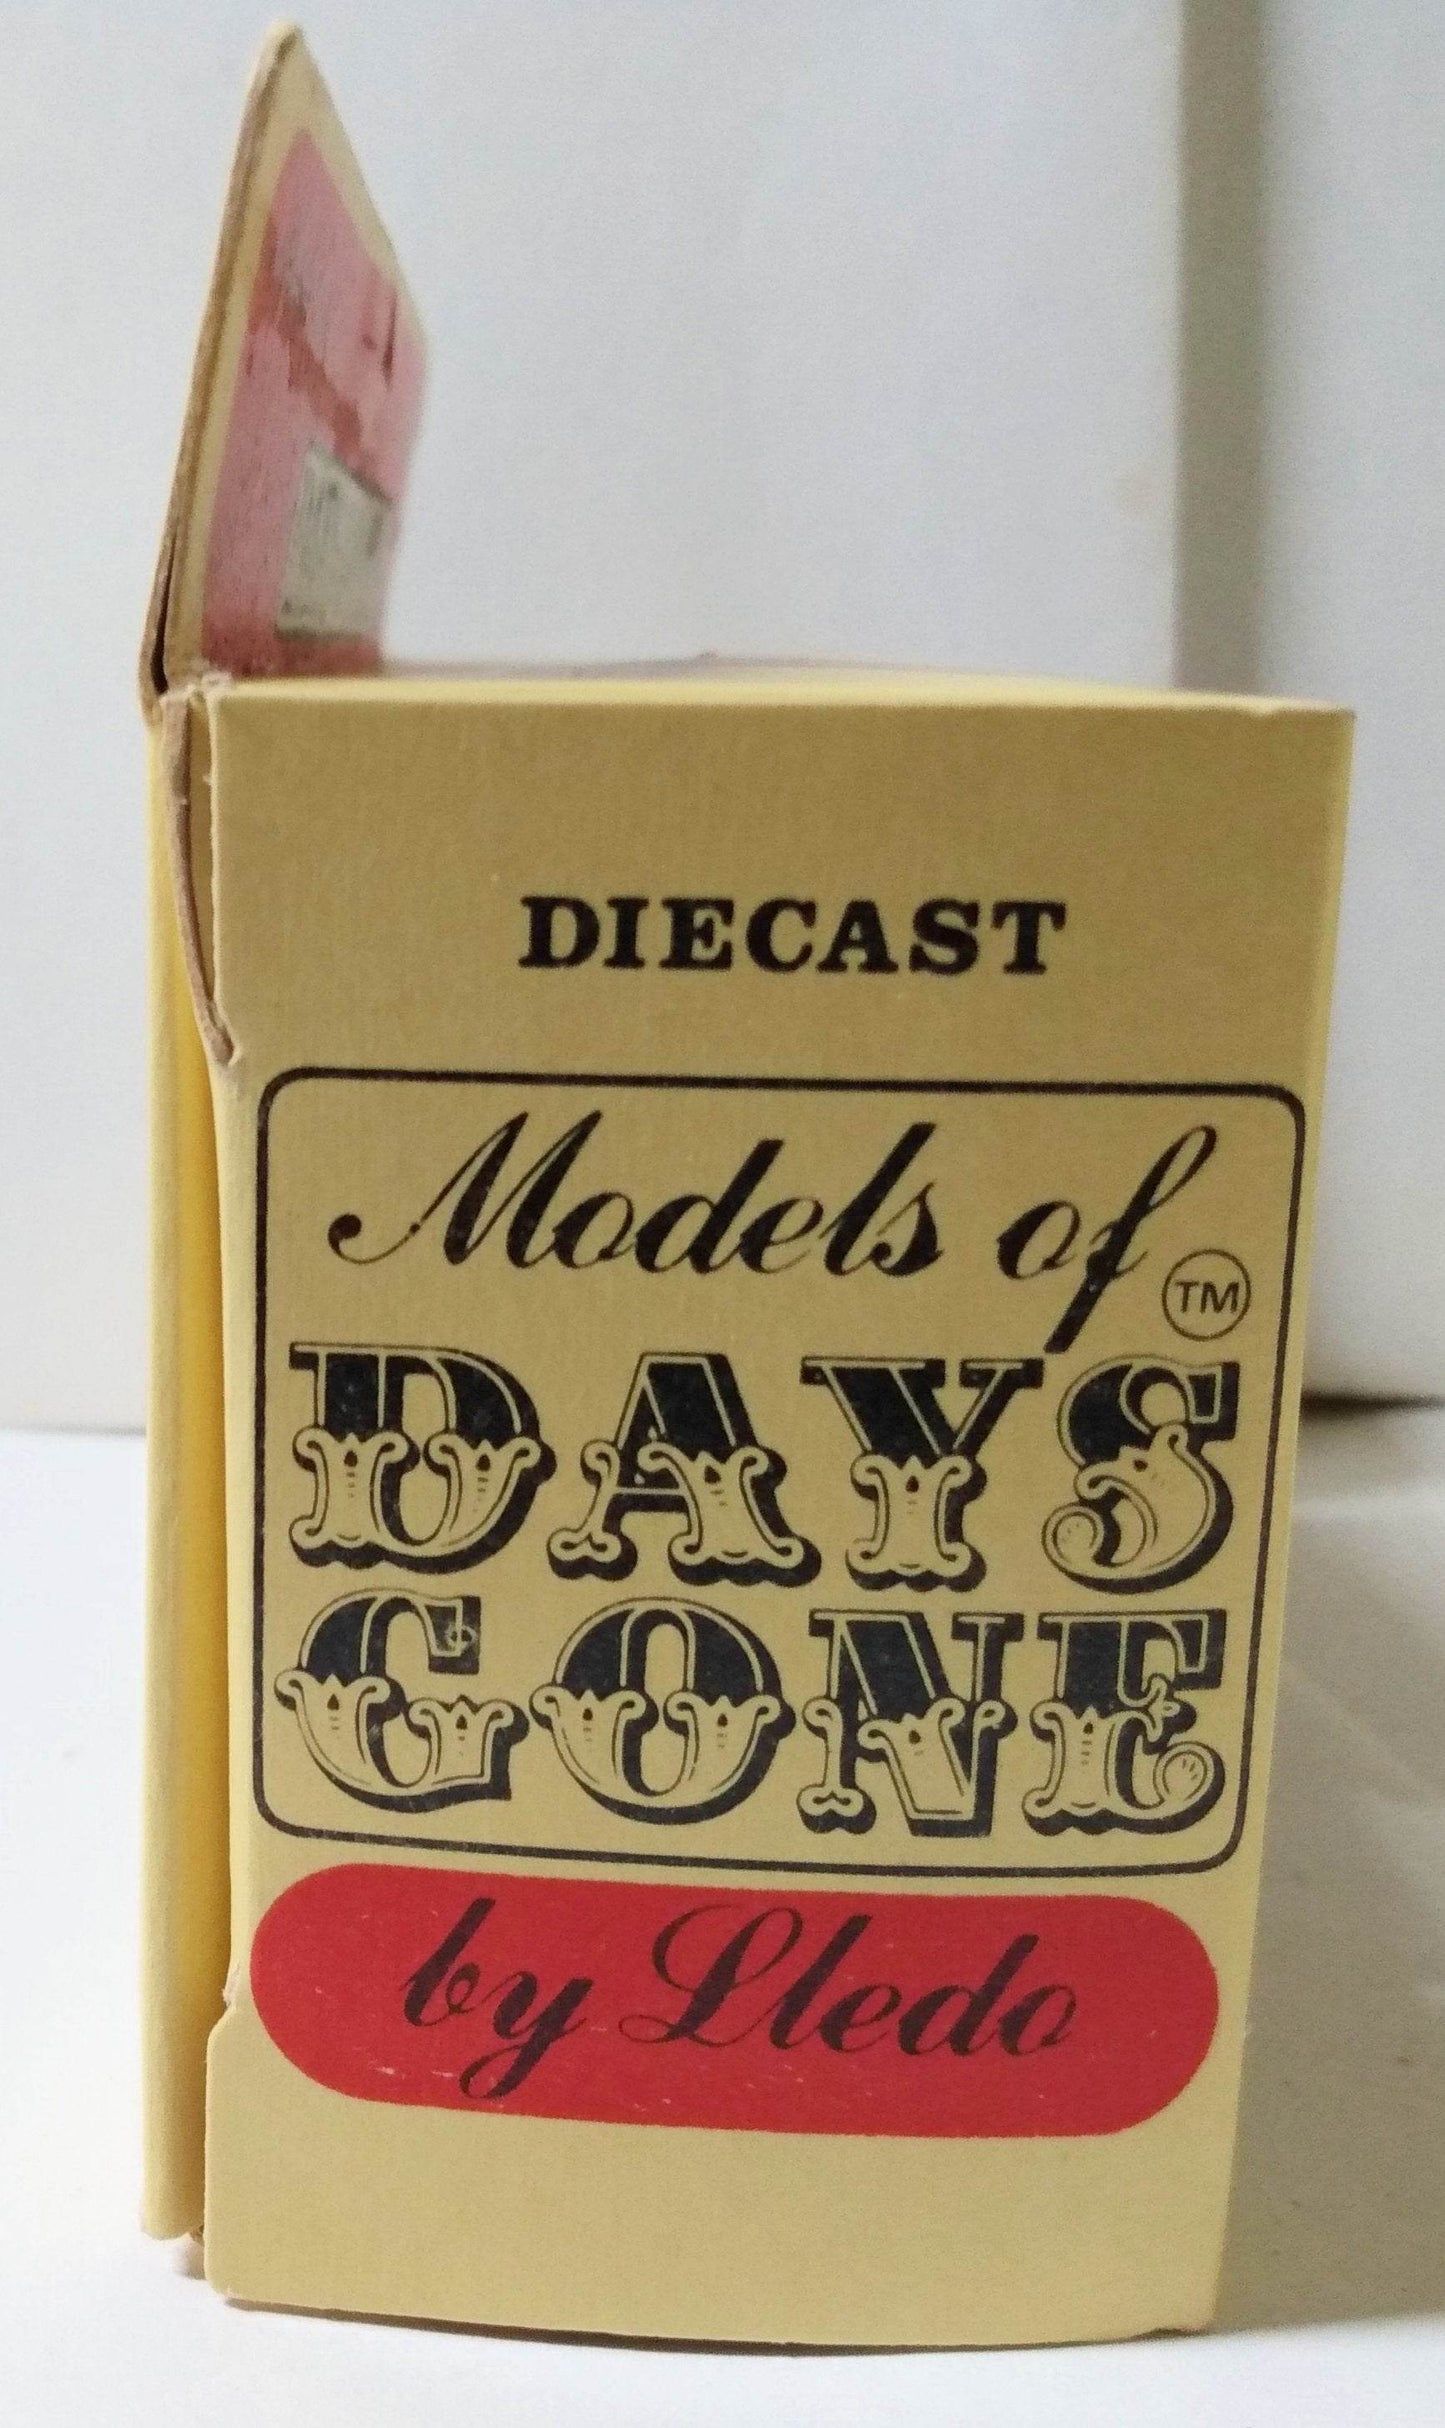 DIECAST
Models of
TM
DAYS
GONE
by Lledo